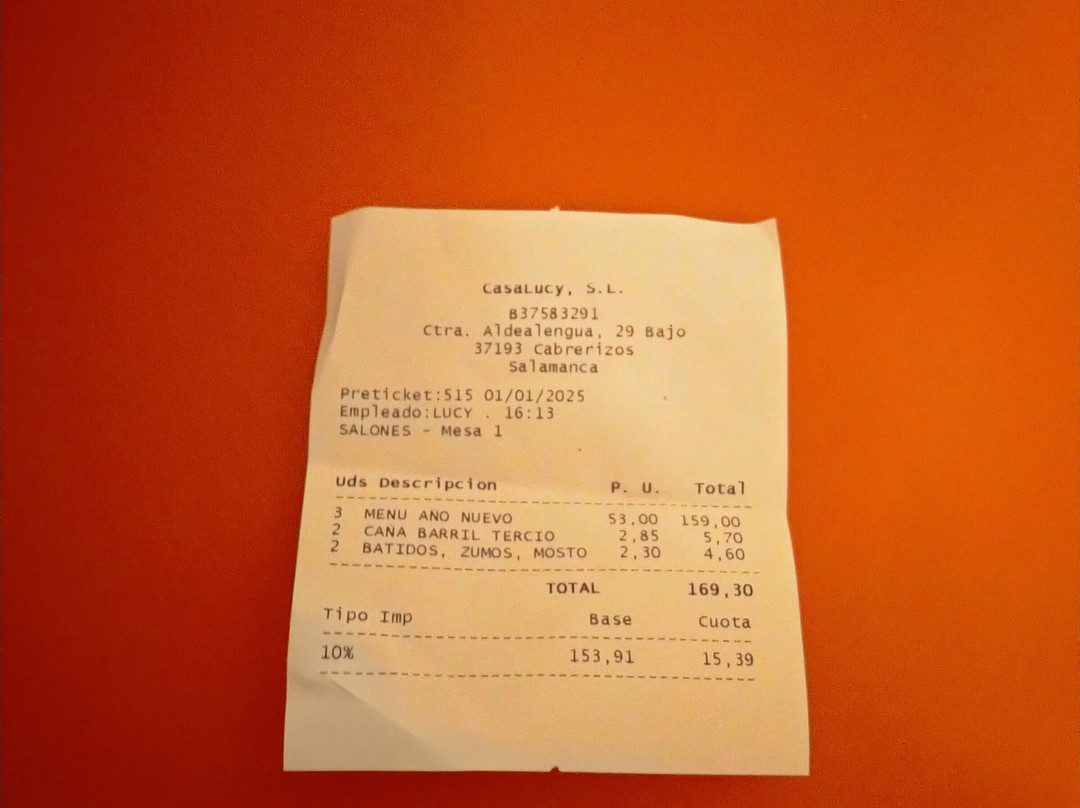 CasaLucy, S.L.
B37583291
Ctra. Aldealengua, 29 Bajo
37193 Cabrerizos
Salamanca
Preticket:515 01/01/2025
Empleado:LUCY . 16:13
SALONES - Mesa 1
Uds Descripcion P. U. Total
3 MENU AÑO NUEVO 53,00 159,00
2 CAÑA BARRIL TERCIO 2,85 5,70
2 BATIDOS, ZUMOS, MOSTO 2,30 4,60
TOTAL 169,30
Tipo Imp Base Cuota
10% 153,91 15,39